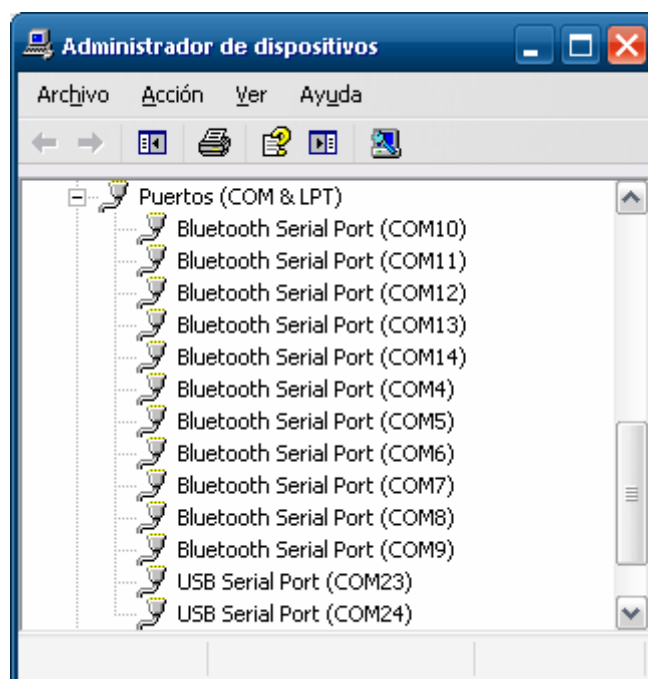 Administrador de dispositivos
Archivo Acción Ver Ayuda
Puertos (COM & LPT)
Bluetooth Serial Port (COM10)
Bluetooth Serial Port (COM11)
Bluetooth Serial Port (COM12)
Bluetooth Serial Port (COM13)
Bluetooth Serial Port (COM14)
Bluetooth Serial Port (COM4)
Bluetooth Serial Port (COM5)
Bluetooth Serial Port (COM6)
Bluetooth Serial Port (COM7)
Bluetooth Serial Port (COM8)
Bluetooth Serial Port (COM9)
USB Serial Port (COM23)
USB Serial Port (COM24)